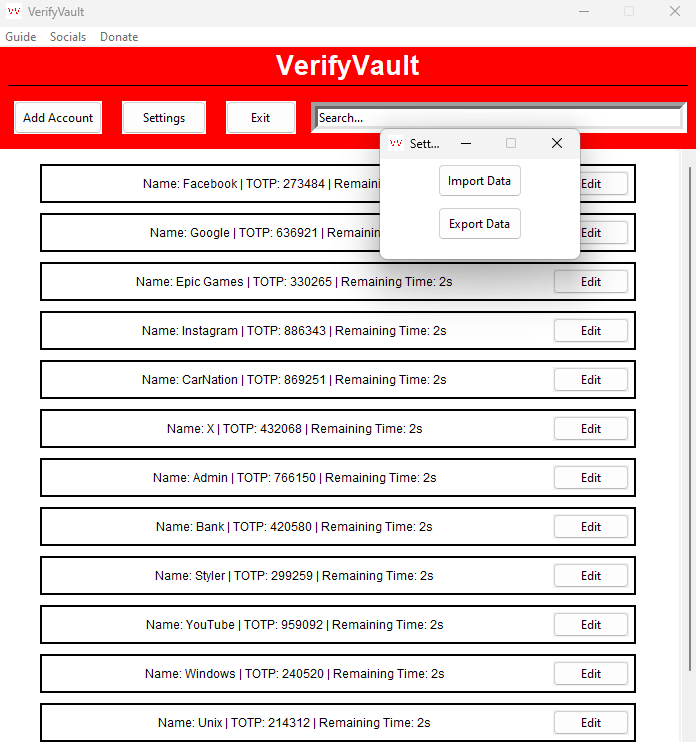 VerifyVault
Guide Socials Donate
VerifyVault
Add Account Settings Exit Search...
Sett...
Import Data
Export Data
Name: Facebook | TOTP: 273484 | Remaini Edit
Name: Google | TOTP: 636921 | Remainin Edit
Name: Epic Games | TOTP: 330265 | Remaining Time: 2s Edit
Name: Instagram | TOTP: 886343 | Remaining Time: 2s Edit
Name: CarNation | TOTP: 869251 | Remaining Time: 2s Edit
Name: X | TOTP: 432068 | Remaining Time: 2s Edit
Name: Admin | TOTP: 766150 | Remaining Time: 2s Edit
Name: Bank | TOTP: 420580 | Remaining Time: 2s Edit
Name: Styler | TOTP: 299259 | Remaining Time: 2s Edit
Name: YouTube | TOTP: 959092 | Remaining Time: 2s Edit
Name: Windows | TOTP: 240520 | Remaining Time: 2s Edit
Name: Unix | TOTP: 214312 | Remaining Time: 2s Edit